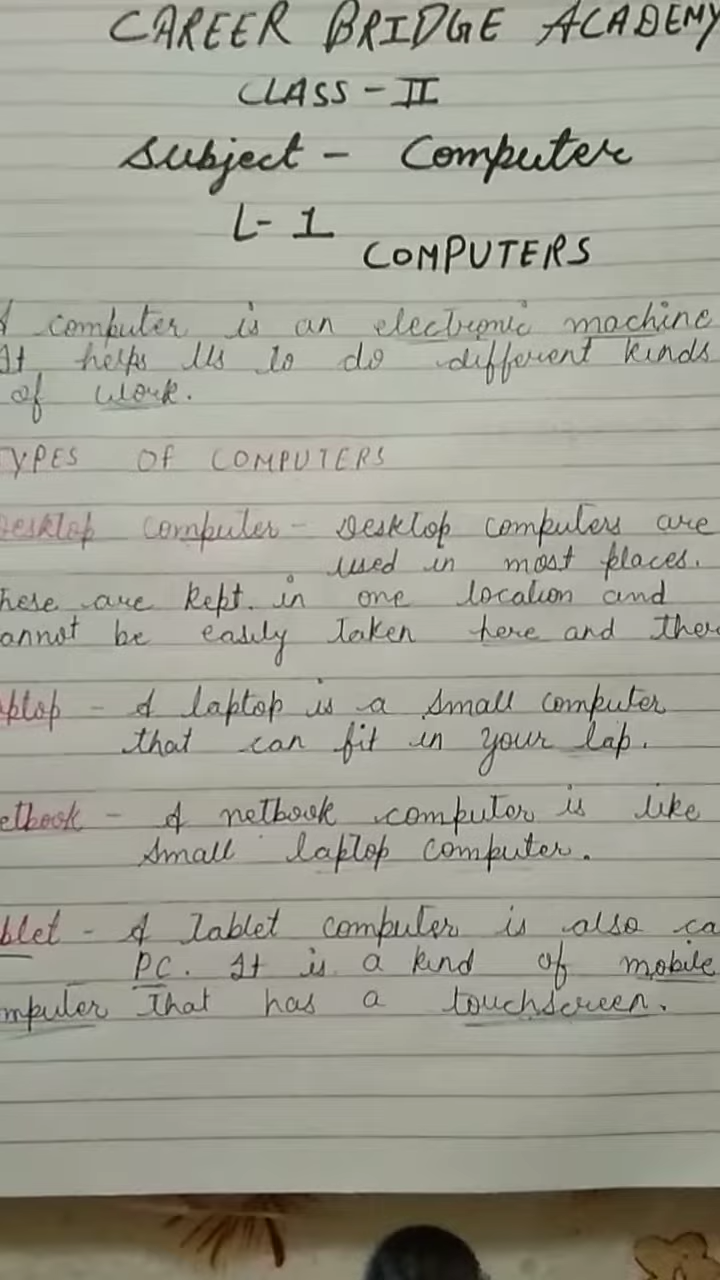 CAREER BRIDGE ACADEMY
CLASS - II
Subject - Computer
L-1
COMPUTERS
A computer is an electronic machine
It helps us to do different kinds
of work.
YPES OF COMPUTERS
Desktop computer - Desktop computers are
used in most places.
hese are kept in one location and
annot be easily taken here and ther
aptop - A laptop is a small computer
that can fit in your lap.
etbook - A netbook computer is like
small laptop computer.
blet - A Tablet computer is also ca
PC. It is a kind of mobile
mputer that has a touchscreen.